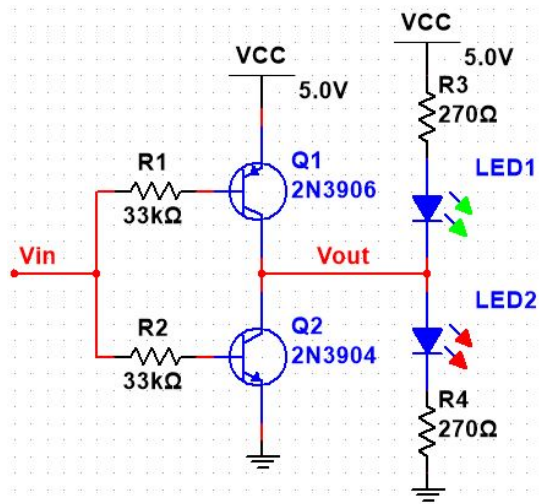 VCC
5.0V
R3
270Ω
LED1
VCC
5.0V
R1
33kΩ
Q1
2N3906
Vin
Vout
R2
33kΩ
Q2
2N3904
LED2
R4
270Ω